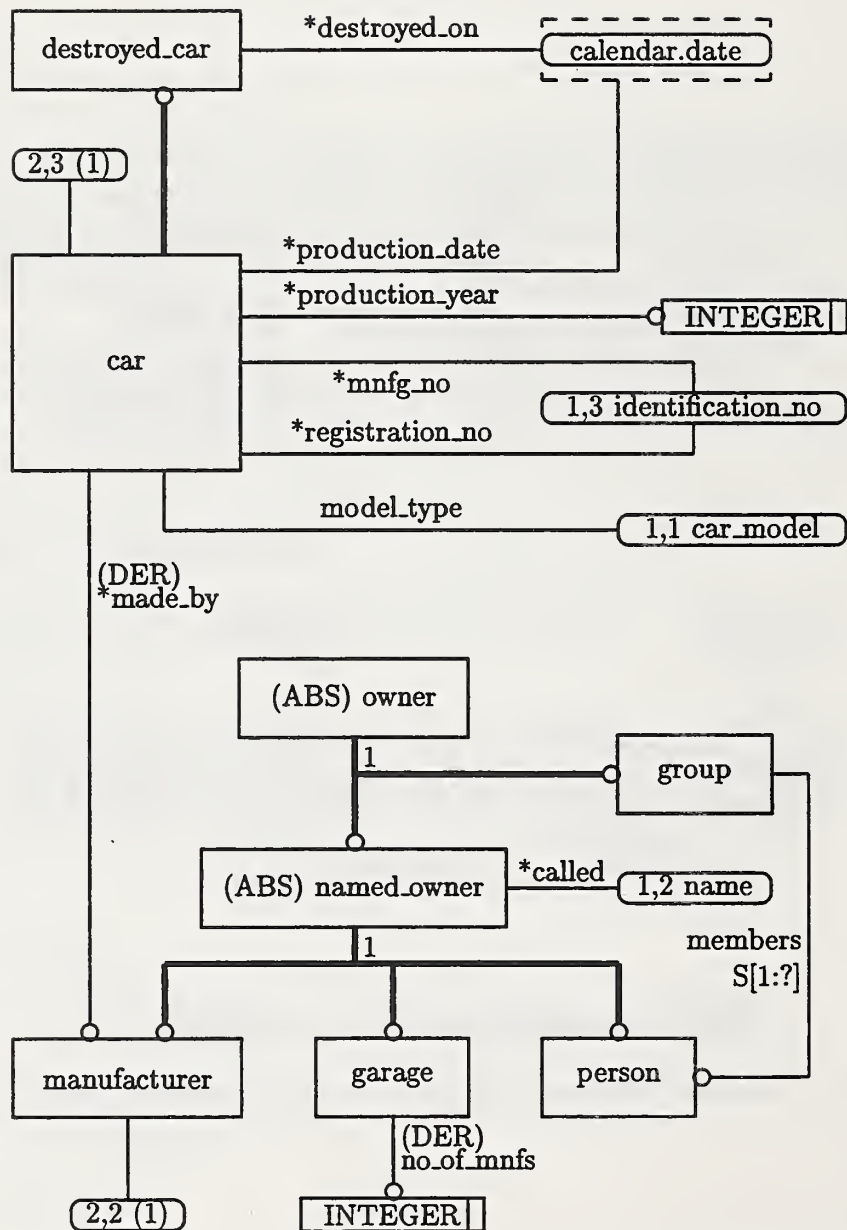 destroyed_car
*destroyed_on
calendar.date
2,3 (1)
*production_date
*production_year
INTEGER
car
*mnfg_no
1,3 identification_no
*registration_no
model_type
1,1 car_model
(DER)
*made_by
(ABS) owner
1
group
(ABS) named_owner
*called
1,2 name
1
members
S[1:?]
manufacturer
garage
person
(DER)
no_of_mnfs
2,2 (1)
INTEGER